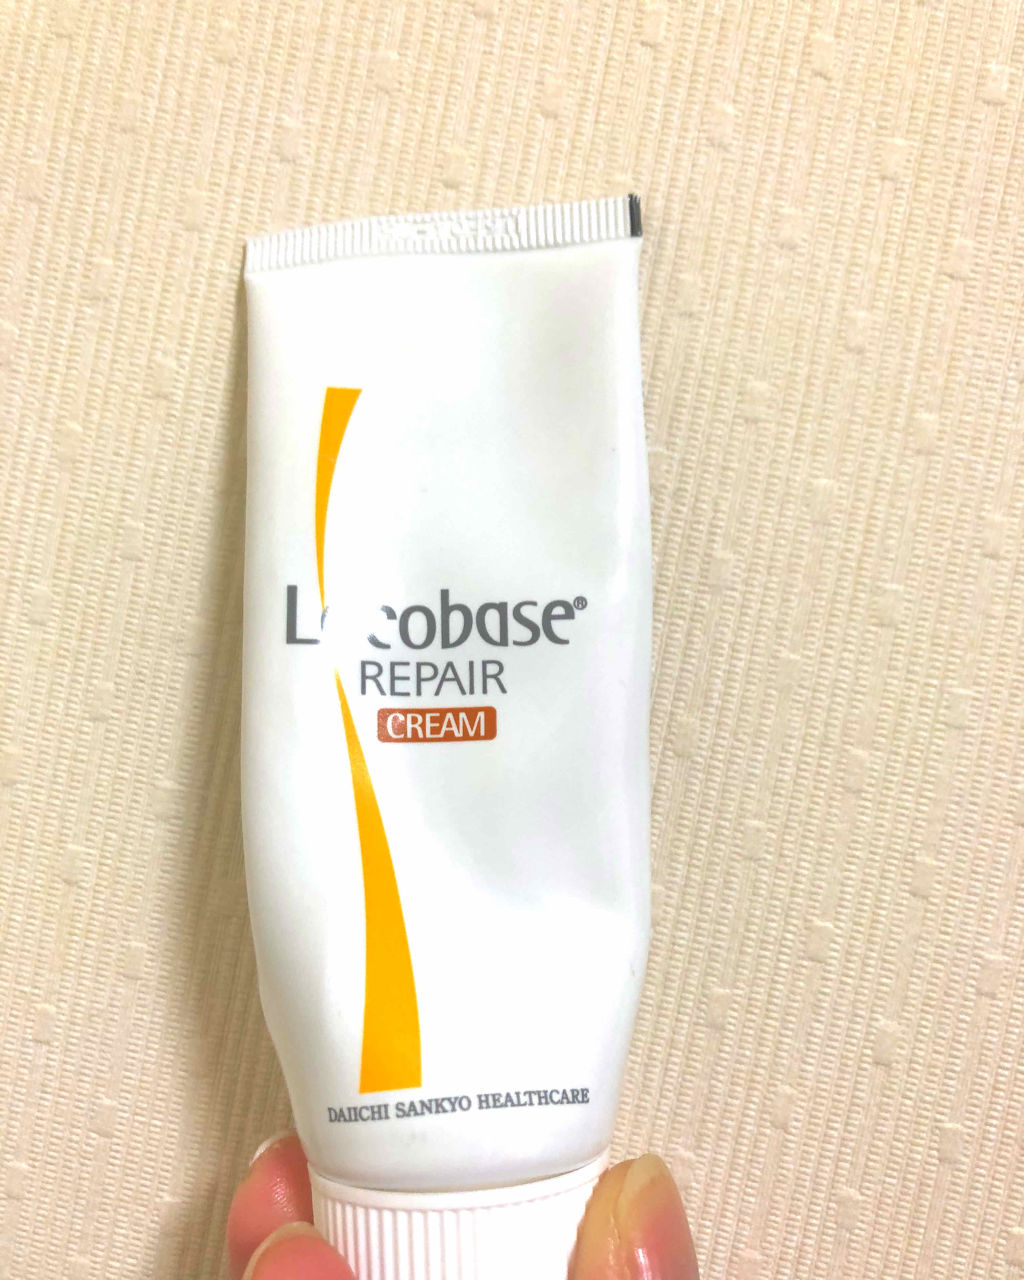 Locobase®
REPAIR
CREAM
DAIICHI SANKYO HEALTHCARE